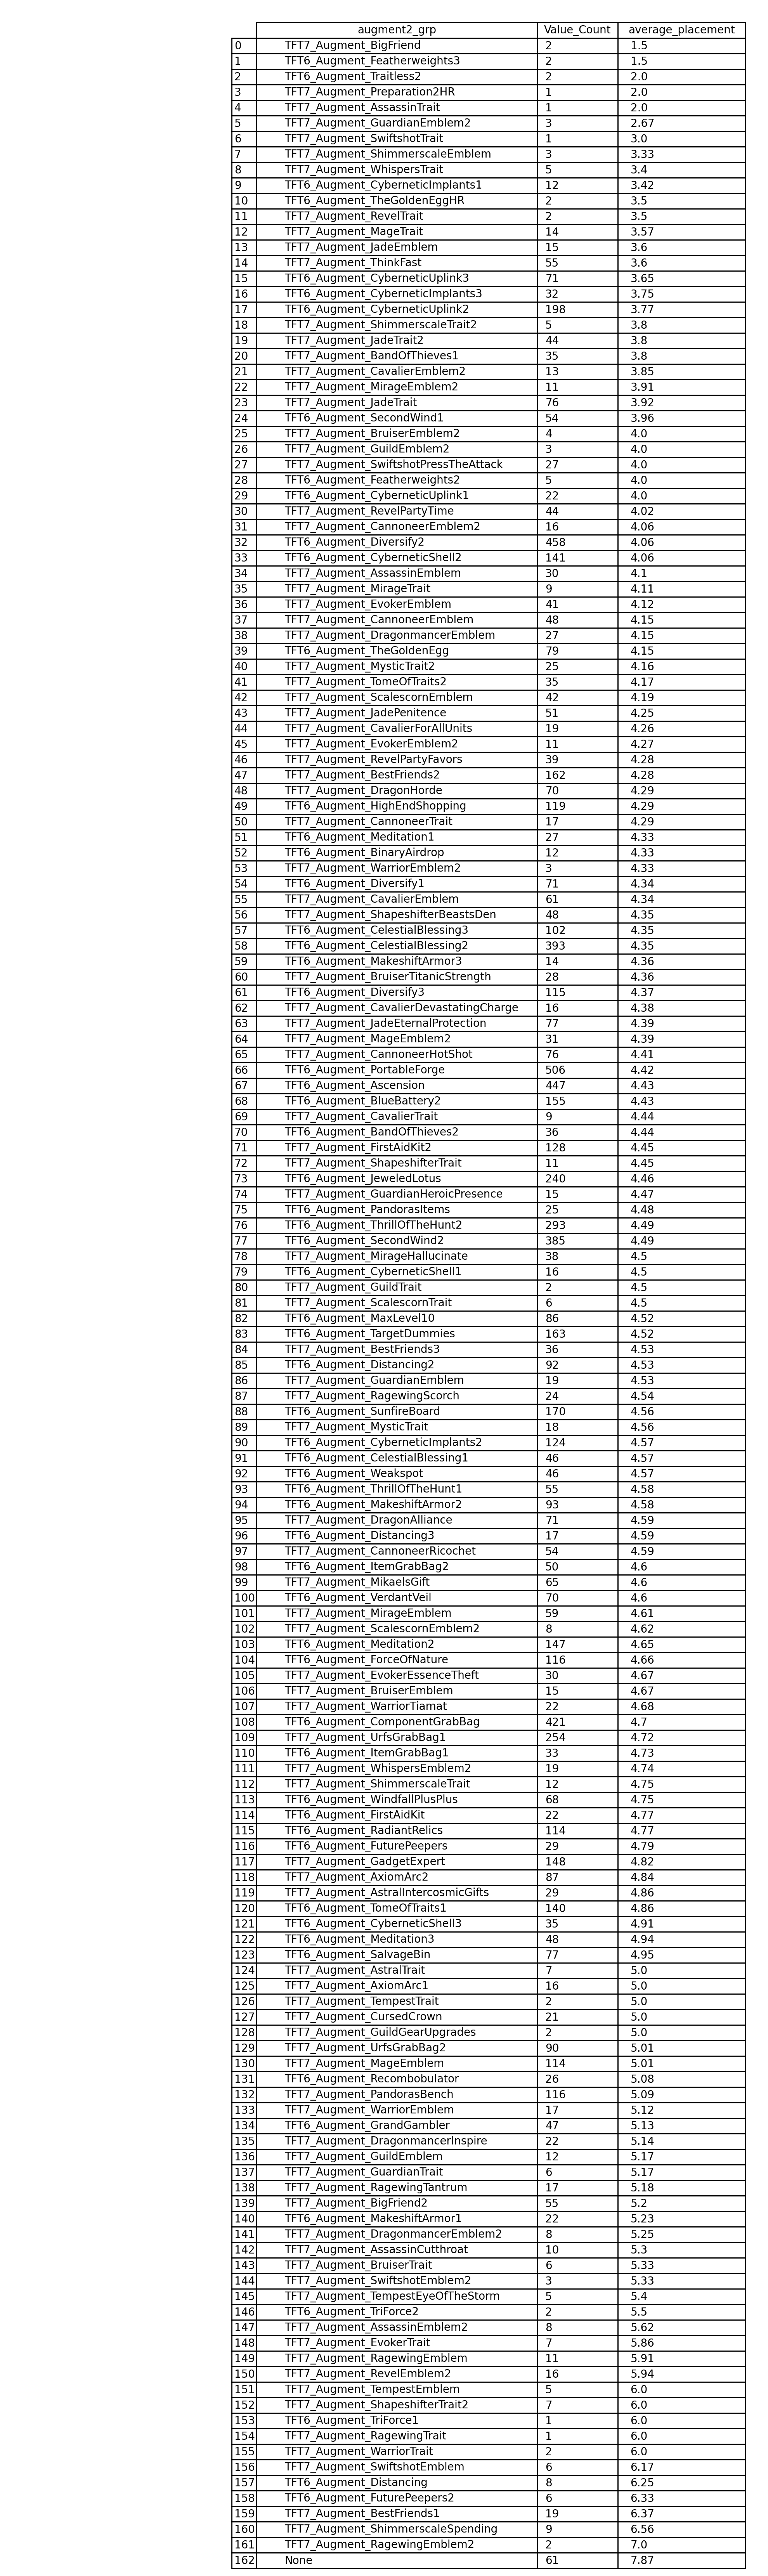 augment2_grp Value_Count average_placement
0 TFT7_Augment_BigFriend 2 1.5
1 TFT6_Augment_Featherweights3 2 1.5
2 TFT6_Augment_Traitless2 2 2.0
3 TFT7_Augment_Preparation2HR 1 2.0
4 TFT7_Augment_AssassinTrait 1 2.0
5 TFT7_Augment_GuardianEmblem2 3 2.67
6 TFT7_Augment_SwiftshotTrait 1 3.0
7 TFT7_Augment_ShimmerscaleEmblem 3 3.33
8 TFT7_Augment_WhispersTrait 5 3.4
9 TFT6_Augment_CyberneticImplants1 12 3.42
10 TFT6_Augment_TheGoldenEggHR 2 3.5
11 TFT7_Augment_RevelTrait 2 3.5
12 TFT7_Augment_MageTrait 14 3.57
13 TFT7_Augment_JadeEmblem 15 3.6
14 TFT7_Augment_ThinkFast 55 3.6
15 TFT6_Augment_CyberneticUplink3 71 3.65
16 TFT6_Augment_CyberneticImplants3 32 3.75
17 TFT6_Augment_CyberneticUplink2 198 3.77
18 TFT7_Augment_ShimmerscaleTrait2 5 3.8
19 TFT7_Augment_JadeTrait2 44 3.8
20 TFT7_Augment_BandOfThieves1 35 3.8
21 TFT7_Augment_CavalierEmblem2 13 3.85
22 TFT7_Augment_MirageEmblem2 11 3.91
23 TFT7_Augment_JadeTrait 76 3.92
24 TFT6_Augment_SecondWind1 54 3.96
25 TFT7_Augment_BruiserEmblem2 4 4.0
26 TFT7_Augment_GuildEmblem2 3 4.0
27 TFT7_Augment_SwiftshotPressTheAttack 27 4.0
28 TFT6_Augment_Featherweights2 5 4.0
29 TFT6_Augment_CyberneticUplink1 22 4.0
30 TFT7_Augment_RevelPartyTime 44 4.02
31 TFT7_Augment_CannoneerEmblem2 16 4.06
32 TFT6_Augment_Diversify2 458 4.06
33 TFT6_Augment_CyberneticShell2 141 4.06
34 TFT7_Augment_AssassinEmblem 30 4.1
35 TFT7_Augment_MirageTrait 9 4.11
36 TFT7_Augment_EvokerEmblem 41 4.12
37 TFT7_Augment_CannoneerEmblem 48 4.15
38 TFT7_Augment_DragonmancerEmblem 27 4.15
39 TFT6_Augment_TheGoldenEgg 79 4.15
40 TFT7_Augment_MysticTrait2 25 4.16
41 TFT7_Augment_TomeOfTraits2 35 4.17
42 TFT7_Augment_ScalescornEmblem 42 4.19
43 TFT7_Augment_JadePenitence 51 4.25
44 TFT7_Augment_CavalierForAllUnits 19 4.26
45 TFT7_Augment_EvokerEmblem2 11 4.27
46 TFT7_Augment_RevelPartyFavors 39 4.28
47 TFT7_Augment_BestFriends2 162 4.28
48 TFT7_Augment_DragonHorde 70 4.29
49 TFT6_Augment_HighEndShopping 119 4.29
50 TFT7_Augment_CannoneerTrait 17 4.29
51 TFT6_Augment_Meditation1 27 4.33
52 TFT6_Augment_BinaryAirdrop 12 4.33
53 TFT7_Augment_WarriorEmblem2 3 4.33
54 TFT6_Augment_Diversify1 71 4.34
55 TFT7_Augment_CavalierEmblem 61 4.34
56 TFT7_Augment_ShapeshifterBeastsDen 48 4.35
57 TFT6_Augment_CelestialBlessing3 102 4.35
58 TFT6_Augment_CelestialBlessing2 393 4.35
59 TFT6_Augment_MakeshiftArmor3 14 4.36
60 TFT7_Augment_BruiserTitanicStrength 28 4.36
61 TFT6_Augment_Diversify3 115 4.37
62 TFT7_Augment_CavalierDevastatingCharge 16 4.38
63 TFT7_Augment_JadeEternalProtection 77 4.39
64 TFT7_Augment_MageEmblem2 31 4.39
65 TFT7_Augment_CannoneerHotShot 76 4.41
66 TFT6_Augment_PortableForge 506 4.42
67 TFT6_Augment_Ascension 447 4.43
68 TFT6_Augment_BlueBattery2 155 4.43
69 TFT7_Augment_CavalierTrait 9 4.44
70 TFT6_Augment_BandOfThieves2 36 4.44
71 TFT7_Augment_FirstAidKit2 128 4.45
72 TFT7_Augment_ShapeshifterTrait 11 4.45
73 TFT6_Augment_JeweledLotus 240 4.46
74 TFT7_Augment_GuardianHeroicPresence 15 4.47
75 TFT6_Augment_PandorasItems 25 4.48
76 TFT6_Augment_ThrillOfTheHunt2 293 4.49
77 TFT6_Augment_SecondWind2 385 4.49
78 TFT7_Augment_MirageHallucinate 38 4.5
79 TFT6_Augment_CyberneticShell1 16 4.5
80 TFT7_Augment_GuildTrait 2 4.5
81 TFT7_Augment_ScalescornTrait 6 4.5
82 TFT6_Augment_MaxLevel10 86 4.52
83 TFT6_Augment_TargetDummies 163 4.52
84 TFT7_Augment_BestFriends3 36 4.53
85 TFT6_Augment_Distancing2 92 4.53
86 TFT7_Augment_GuardianEmblem 19 4.53
87 TFT7_Augment_RagewingScorch 24 4.54
88 TFT6_Augment_SunfireBoard 170 4.56
89 TFT7_Augment_MysticTrait 18 4.56
90 TFT6_Augment_CyberneticImplants2 124 4.57
91 TFT6_Augment_CelestialBlessing1 46 4.57
92 TFT6_Augment_Weakspot 46 4.57
93 TFT6_Augment_ThrillOfTheHunt1 55 4.58
94 TFT6_Augment_MakeshiftArmor2 93 4.58
95 TFT7_Augment_DragonAlliance 71 4.59
96 TFT6_Augment_Distancing3 17 4.59
97 TFT7_Augment_CannoneerRicochet 54 4.59
98 TFT6_Augment_ItemGrabBag2 50 4.6
99 TFT7_Augment_MikaelsGift 65 4.6
100 TFT6_Augment_VerdantVeil 70 4.6
101 TFT7_Augment_MirageEmblem 59 4.61
102 TFT7_Augment_ScalescornEmblem2 8 4.62
103 TFT6_Augment_Meditation2 147 4.65
104 TFT6_Augment_ForceOfNature 116 4.66
105 TFT7_Augment_EvokerEssenceTheft 30 4.67
106 TFT7_Augment_BruiserEmblem 15 4.67
107 TFT7_Augment_WarriorTiamat 22 4.68
108 TFT6_Augment_ComponentGrabBag 421 4.7
109 TFT7_Augment_UrfsGrabBag1 254 4.72
110 TFT6_Augment_ItemGrabBag1 33 4.73
111 TFT7_Augment_WhispersEmblem2 19 4.74
112 TFT7_Augment_ShimmerscaleTrait 12 4.75
113 TFT6_Augment_WindfallPlusPlus 68 4.75
114 TFT6_Augment_FirstAidKit 22 4.77
115 TFT6_Augment_RadiantRelics 114 4.77
116 TFT6_Augment_FuturePeepers 29 4.79
117 TFT7_Augment_GadgetExpert 148 4.82
118 TFT7_Augment_AxiomArc2 87 4.84
119 TFT7_Augment_AstralIntercosmicGifts 29 4.86
120 TFT6_Augment_TomeOfTraits1 140 4.86
121 TFT6_Augment_CyberneticShell3 35 4.91
122 TFT6_Augment_Meditation3 48 4.94
123 TFT6_Augment_SalvageBin 77 4.95
124 TFT7_Augment_AstralTrait 7 5.0
125 TFT7_Augment_AxiomArc1 16 5.0
126 TFT7_Augment_TempestTrait 2 5.0
127 TFT7_Augment_CursedCrown 21 5.0
128 TFT7_Augment_GuildGearUpgrades 2 5.0
129 TFT7_Augment_UrfsGrabBag2 90 5.01
130 TFT7_Augment_MageEmblem 114 5.01
131 TFT6_Augment_Recombobulator 26 5.08
132 TFT7_Augment_PandorasBench 116 5.09
133 TFT7_Augment_WarriorEmblem 17 5.12
134 TFT6_Augment_GrandGambler 47 5.13
135 TFT7_Augment_DragonmancerInspire 22 5.14
136 TFT7_Augment_GuildEmblem 12 5.17
137 TFT7_Augment_GuardianTrait 6 5.17
138 TFT7_Augment_RagewingTantrum 17 5.18
139 TFT7_Augment_BigFriend2 55 5.2
140 TFT6_Augment_MakeshiftArmor1 22 5.23
141 TFT7_Augment_DragonmancerEmblem2 8 5.25
142 TFT7_Augment_AssassinCutthroat 10 5.3
143 TFT7_Augment_BruiserTrait 6 5.33
144 TFT7_Augment_SwiftshotEmblem2 3 5.33
145 TFT7_Augment_TempestEyeOfTheStorm 5 5.4
146 TFT6_Augment_TriForce2 2 5.5
147 TFT7_Augment_AssassinEmblem2 8 5.62
148 TFT7_Augment_EvokerTrait 7 5.86
149 TFT7_Augment_RagewingEmblem 11 5.91
150 TFT7_Augment_RevelEmblem2 16 5.94
151 TFT7_Augment_TempestEmblem 5 6.0
152 TFT7_Augment_ShapeshifterTrait2 7 6.0
153 TFT6_Augment_TriForce1 1 6.0
154 TFT7_Augment_RagewingTrait 1 6.0
155 TFT7_Augment_WarriorTrait 2 6.0
156 TFT7_Augment_SwiftshotEmblem 6 6.17
157 TFT6_Augment_Distancing 8 6.25
158 TFT6_Augment_FuturePeepers2 6 6.33
159 TFT7_Augment_BestFriends1 19 6.37
160 TFT7_Augment_ShimmerscaleSpending 9 6.56
161 TFT7_Augment_RagewingEmblem2 2 7.0
162 None 61 7.87